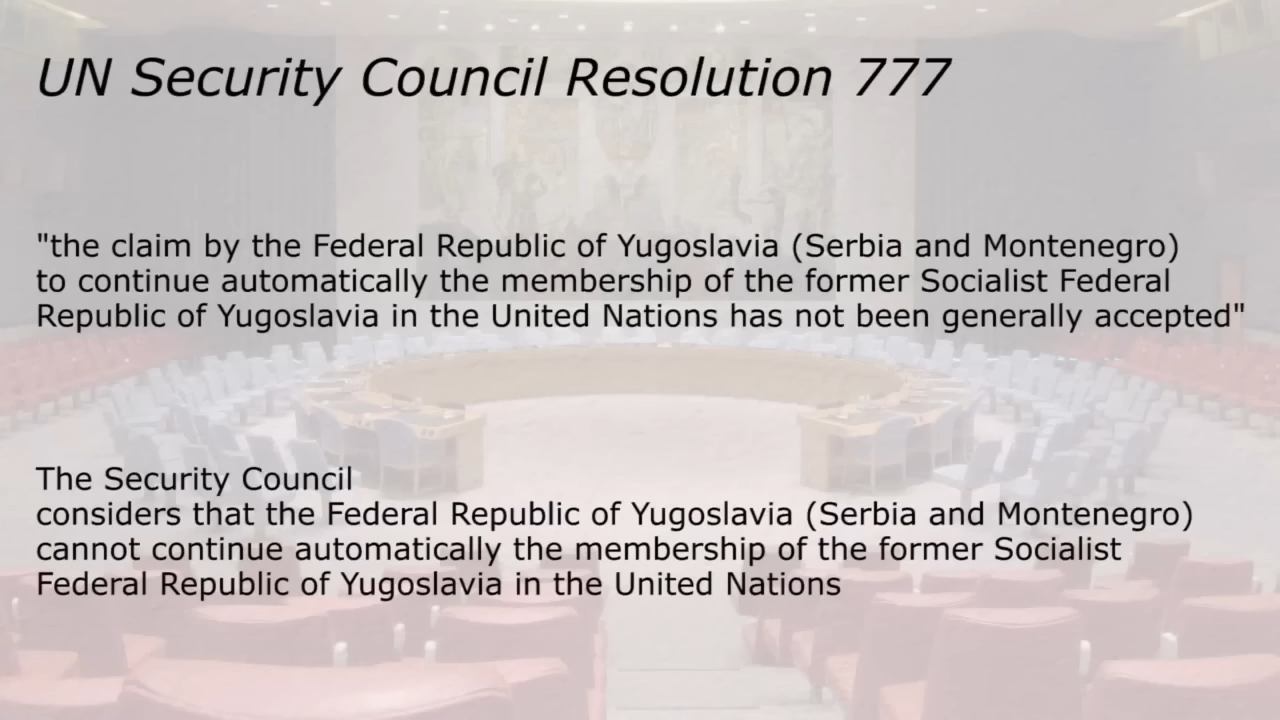 UN Security Council Resolution 777
"the claim by the Federal Republic of Yugoslavia (Serbia and Montenegro)
to continue automatically the membership of the former Socialist Federal
Republic of Yugoslavia in the United Nations has not been generally accepted"
The Security Council
considers that the Federal Republic of Yugoslavia (Serbia and Montenegro)
cannot continue automatically the membership of the former Socialist
Federal Republic of Yugoslavia in the United Nations